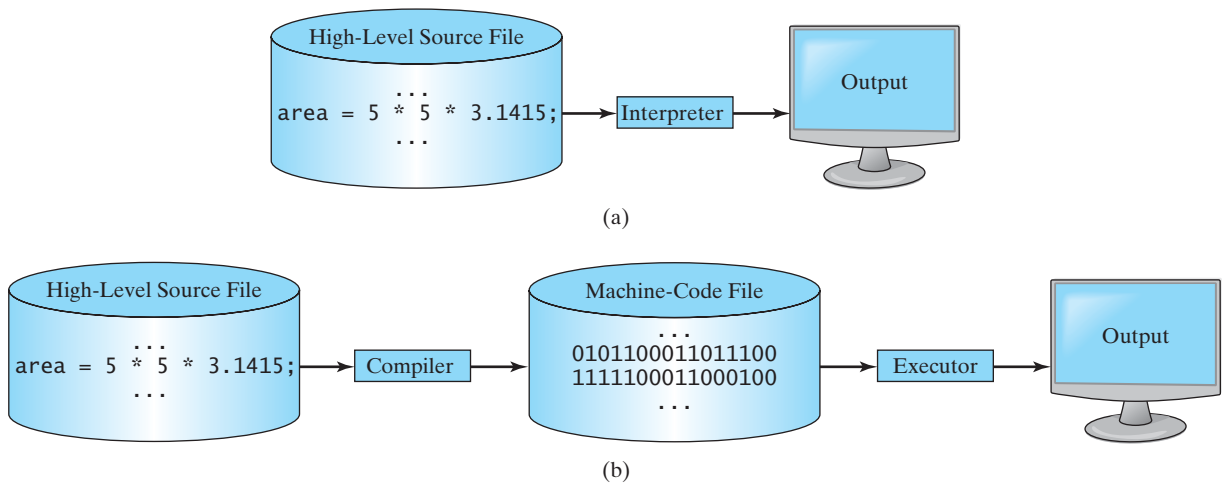 High-Level Source File
...
area = 5 * 5 * 3.1415;
...
Interpreter
Output
(a)
High-Level Source File
...
area = 5 * 5 * 3.1415;
...
Compiler
Machine-Code File
...
0101100011011100
1111100011000100
...
Executor
Output
(b)